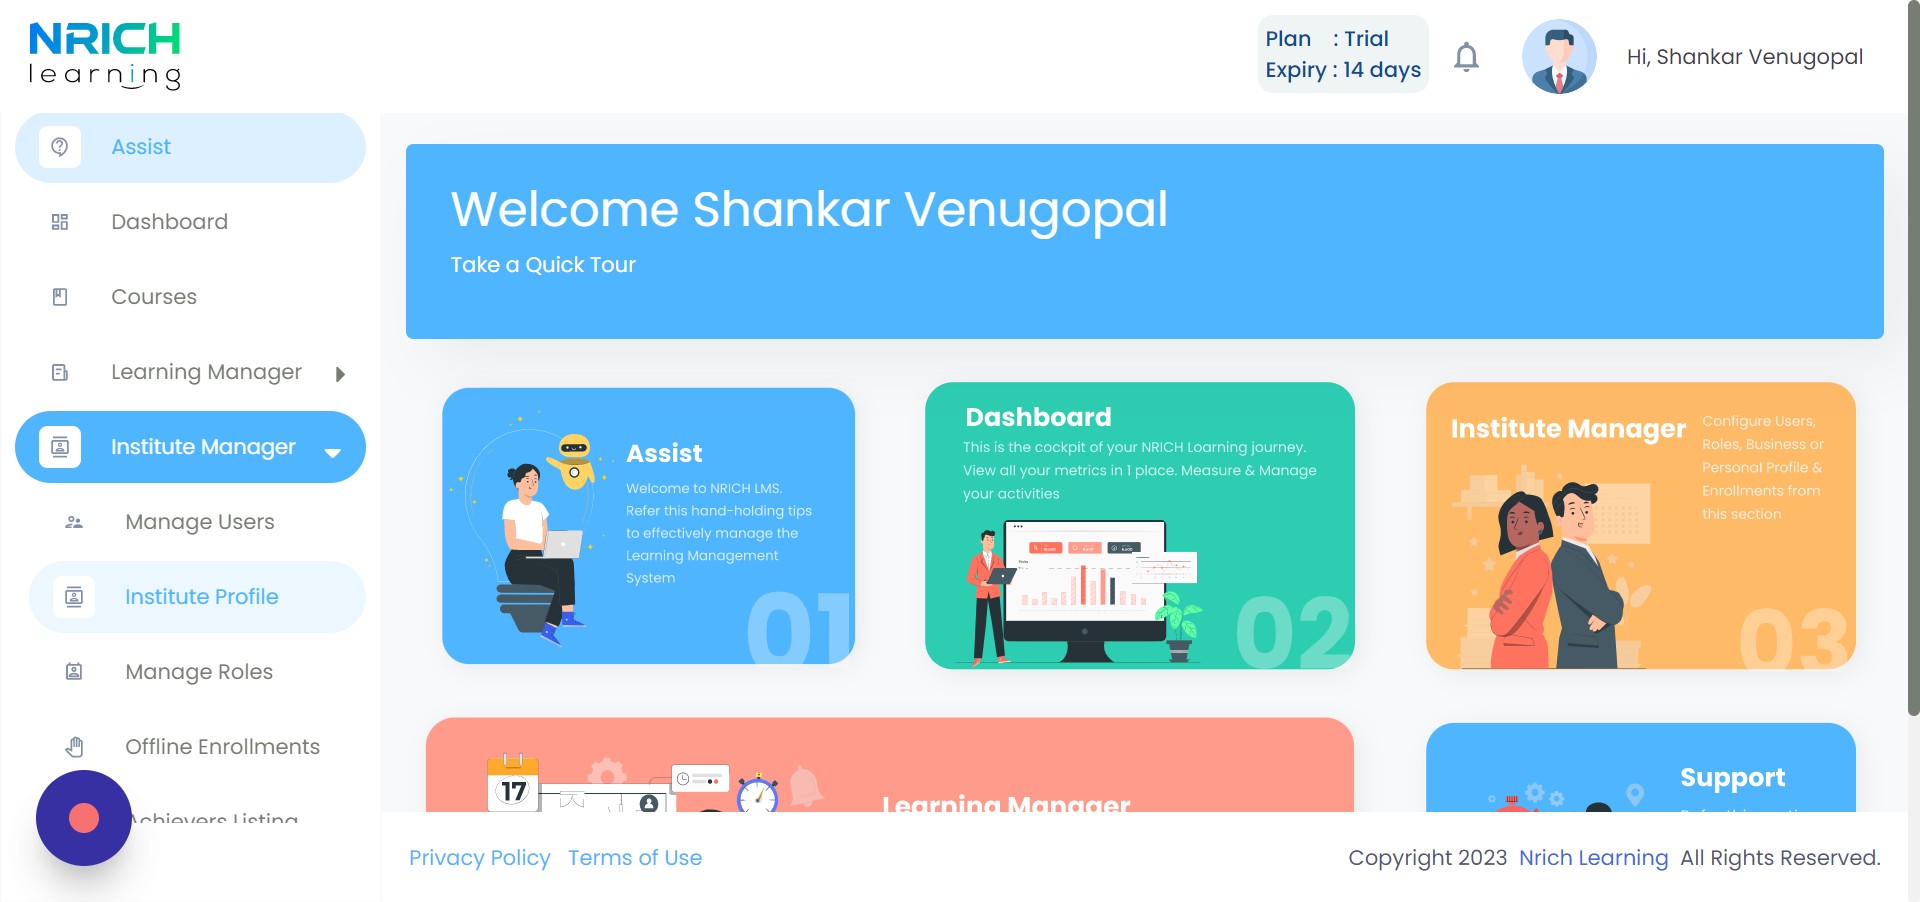 NRICH
learning
Plan : Trial
Expiry : 14 days
Hi, Shankar Venugopal
Assist
Dashboard
Courses
Learning Manager
Institute Manager
Manage Users
Institute Profile
Manage Roles
Offline Enrollments
Achievers Listing
Welcome Shankar Venugopal
Take a Quick Tour
Assist
Welcome to NRICH LMS.
Refer this hand-holding tips
to effectively manage the
Learning Management
System
01
Dashboard
This is the cockpit of your NRICH Loarning journey.
View all your metrics in 1 place. Measure & Manage
your activities
02
Institute Manager
Configure Users,
Roles, Business or
Personal Profile &
Enrollments from
this section
03
17
Learning Manager
Support
Privacy Policy Terms of Use
Copyright 2023 Nrich Learning All Rights Reserved.